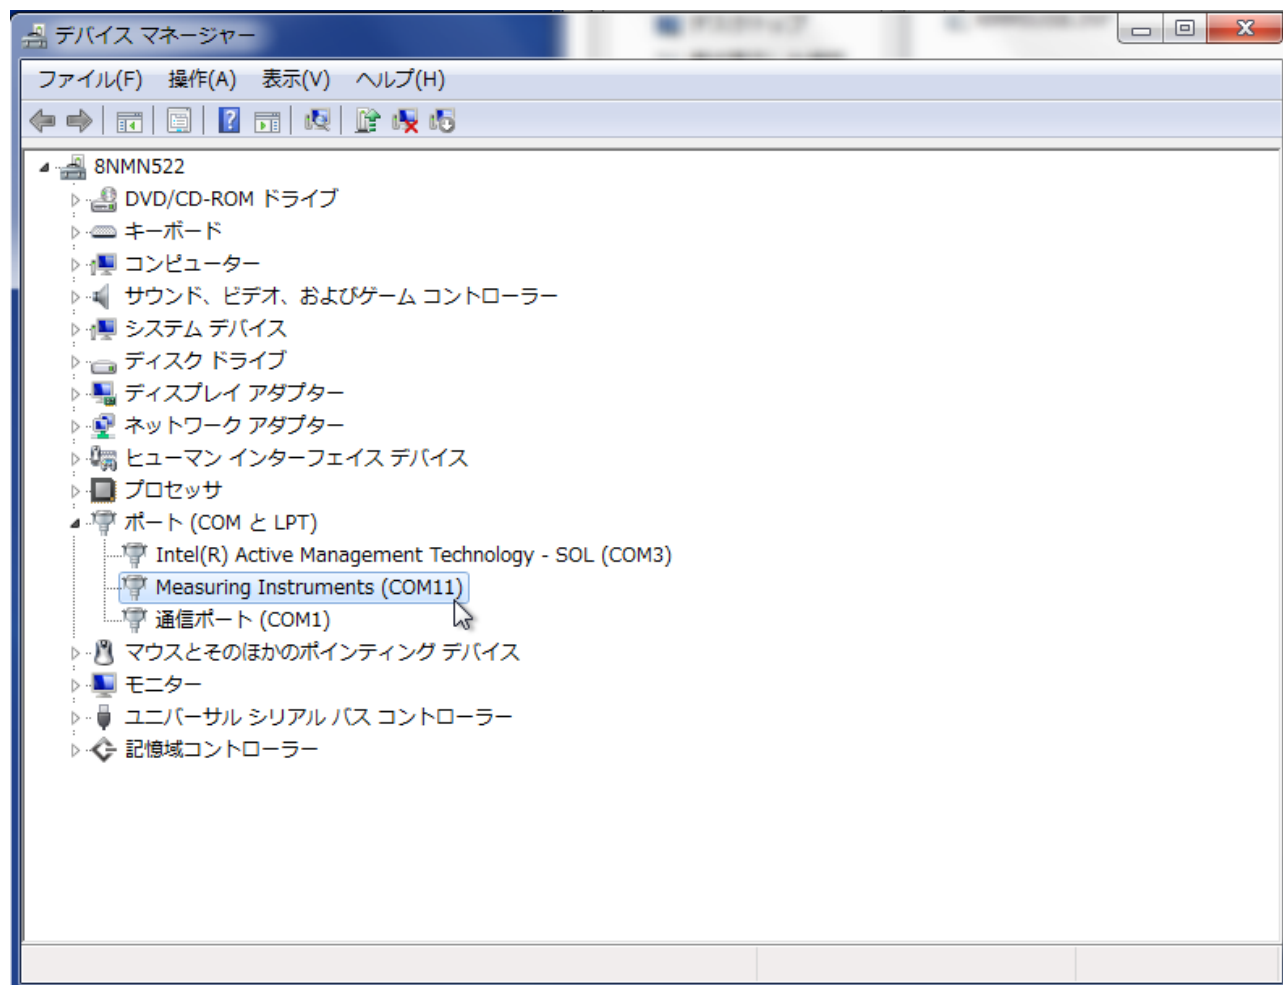 デバイス マネージャー
ファイル(F) 操作(A) 表示(V) ヘルプ(H)
8NMN522
DVD/CD-ROM ドライブ
キーボード
コンピューター
サウンド、ビデオ、およびゲーム コントローラー
システム デバイス
ディスク ドライブ
ディスプレイ アダプター
ネットワーク アダプター
ヒューマン インターフェイス デバイス
プロセッサ
ポート (COM と LPT)
Intel(R) Active Management Technology - SOL (COM3)
Measuring Instruments (COM11)
通信ポート (COM1)
マウスとそのほかのポインティング デバイス
モニター
ユニバーサル シリアル バス コントローラー
記憶域コントローラー